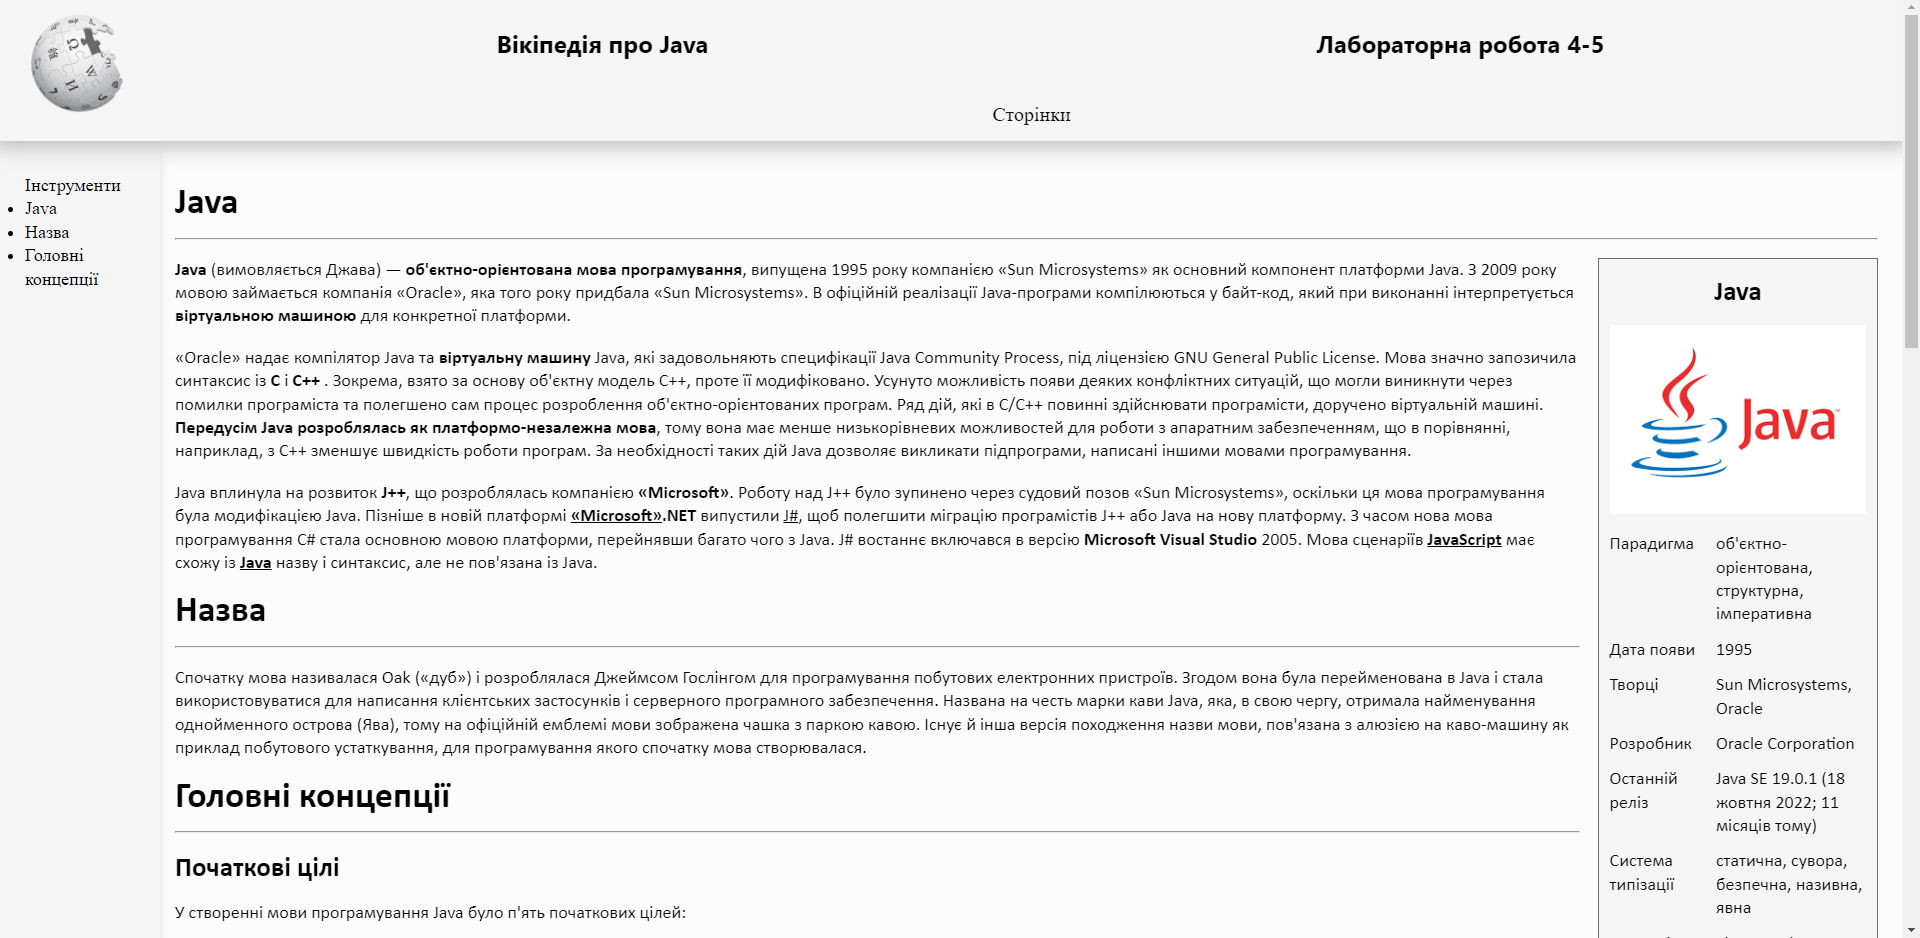 Вікіпедія про Java
Лабораторна робота 4-5
Сторінки
Інструменти
Java
Назва
Головні
концепції
Java
Java (вимовляється Джава) — об'єктно-орієнтована мова програмування, випущена 1995 року компанією «Sun Microsystems» як основний компонент платформи Java. З 2009 року
мовою займається компанія «Oracle», яка того року придбала «Sun Microsystems». В офіційній реалізації Java-програми компілюються у байт-код, який при виконанні інтерпретується
віртуальною машиною для конкретної платформи.
«Oracle» надає компілятор Java та віртуальну машину Java, які задовольняють специфікації Java Community Process, під ліцензією GNU General Public License. Мова значно запозичила
синтаксис із C і C++ . Зокрема, взято за основу об'єктну модель С++, проте її модифіковано. Усунуто можливість появи деяких конфліктних ситуацій, що могли виникнути через
помилки програміста та полегшено сам процес розроблення об'єктно-орієнтованих програм. Ряд дій, які в С/C++ повинні здійснювати програмісти, доручено віртуальній машині.
Передусім Java розроблялась як платформо-незалежна мова, тому вона має менше низькорівневих можливостей для роботи з апаратним забезпеченням, що в порівнянні,
наприклад, з С++ зменшує швидкість роботи програм. За необхідності таких дій Java дозволяє викликати підпрограми, написані іншими мовами програмування.
Java вплинула на розвиток J++, що розроблялась компанією «Microsoft». Роботу над J++ було зупинено через судовий позов «Sun Microsystems», оскільки ця мова програмування
була модифікацією Java. Пізніше в новій платформі «Microsoft».NET випустили J#, щоб полегшити міграцію програмістів J++ або Java на нову платформу. З часом нова мова
програмування С# стала основною мовою платформи, перейнявши багато чого з Java. J# востаннє включався в версію Microsoft Visual Studio 2005. Мова сценаріїв JavaScript має
схожу із Java назву і синтаксис, але не пов'язана із Java.
Назва
Спочатку мова називалася Oak («дуб») і розроблялася Джеймсом Гослінгом для програмування побутових електронних пристроїв. Згодом вона була перейменована в Java і стала
використовуватися для написання клієнтських застосунків і серверного програмного забезпечення. Названа на честь марки кави Java, яка, в свою чергу, отримала найменування
однойменного острова (Ява), тому на офіційній емблемі мови зображена чашка з паркою кавою. Існує й інша версія походження назви мови, пов'язана з алюзією на каво-машину як
приклад побутового устаткування, для програмування якого спочатку мова створювалася.
Головні концепції
Початкові цілі
У створенні мови програмування Java було п'ять початкових цілей:
Java
Java™
Парадигма
об'єктно-
орієнтована,
структурна,
імперативна
Дата появи
1995
Творці
Sun Microsystems,
Oracle
Розробник
Oracle Corporation
Останній
реліз
Java SE 19.0.1 (18
жовтня 2022; 11
місяців тому)
Система
типізації
статична, сувора,
безпечна, називна,
явна